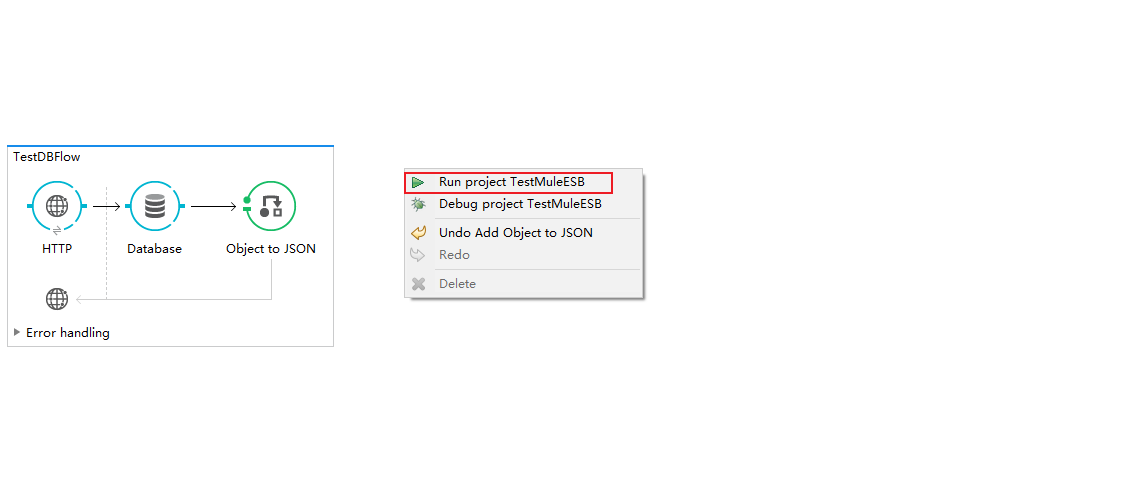 TestDBFlow
HTTP
Database
Object to JSON
Error handling
Run project TestMuleESB
Debug project TestMuleESB
Undo Add Object to JSON
Redo
Delete